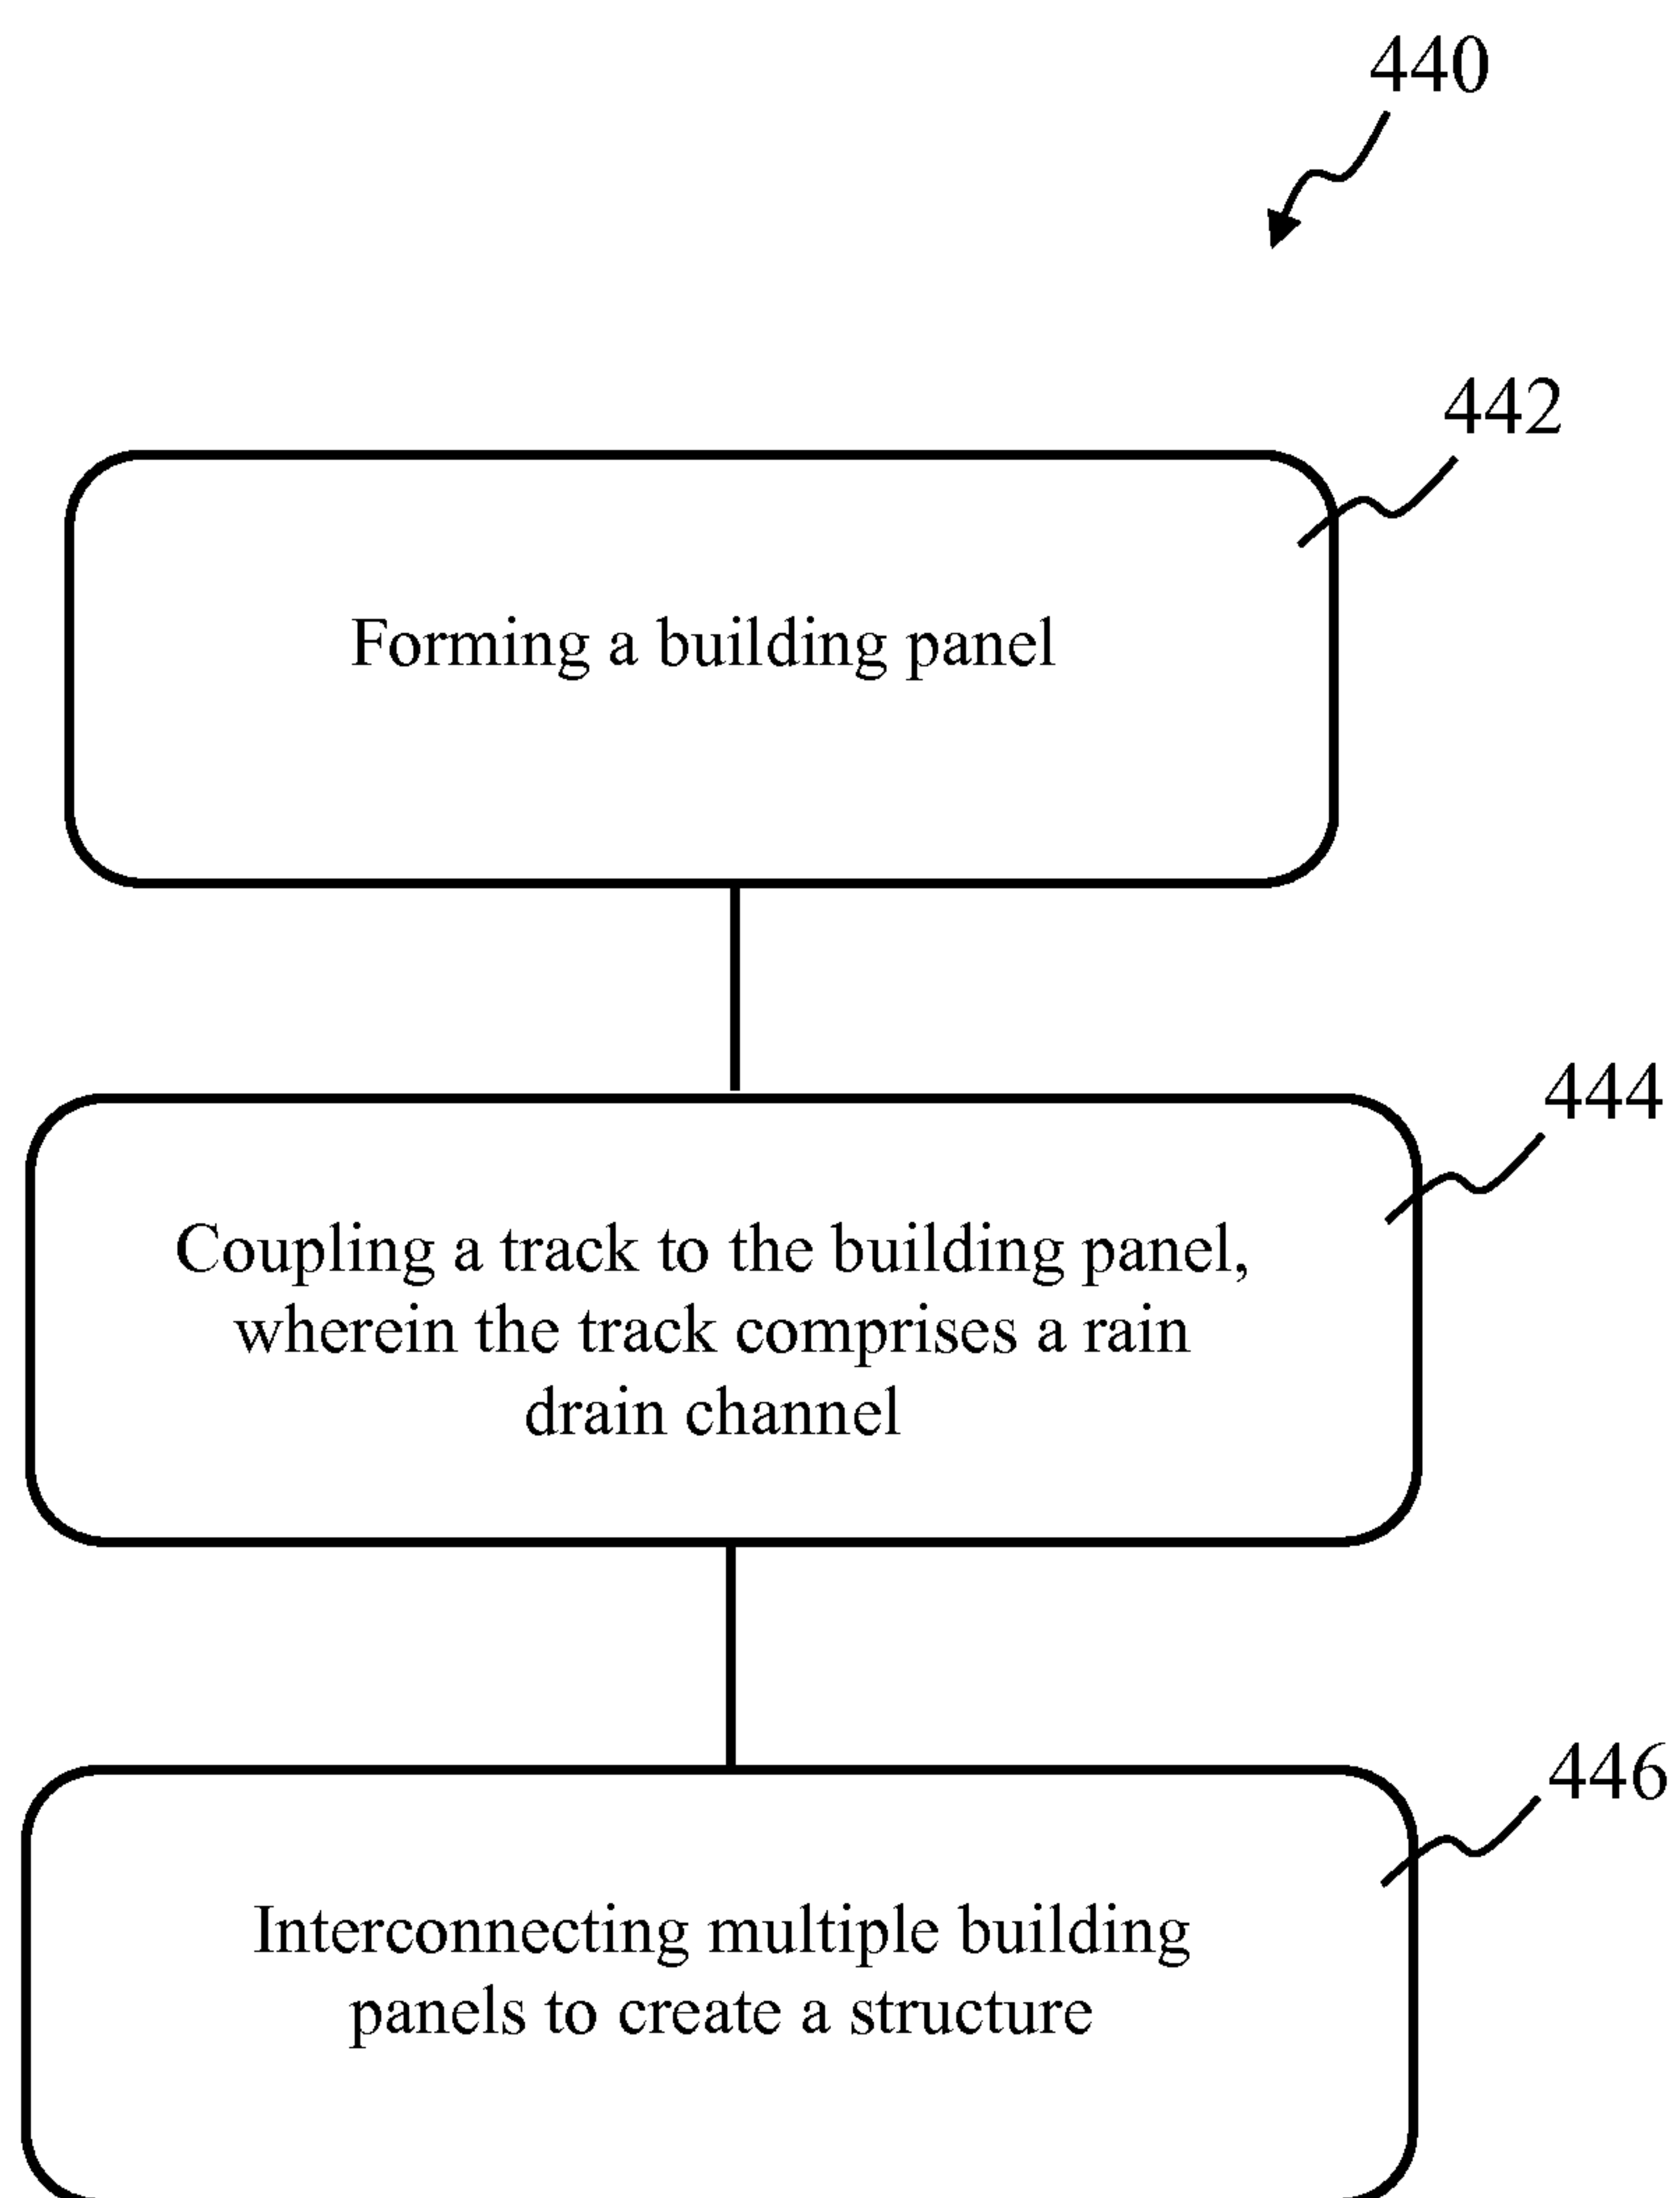 440
442
Forming a building panel
444
Coupling a track to the building panel,
wherein the track comprises a rain
drain channel
446
Interconnecting multiple building
panels to create a structure